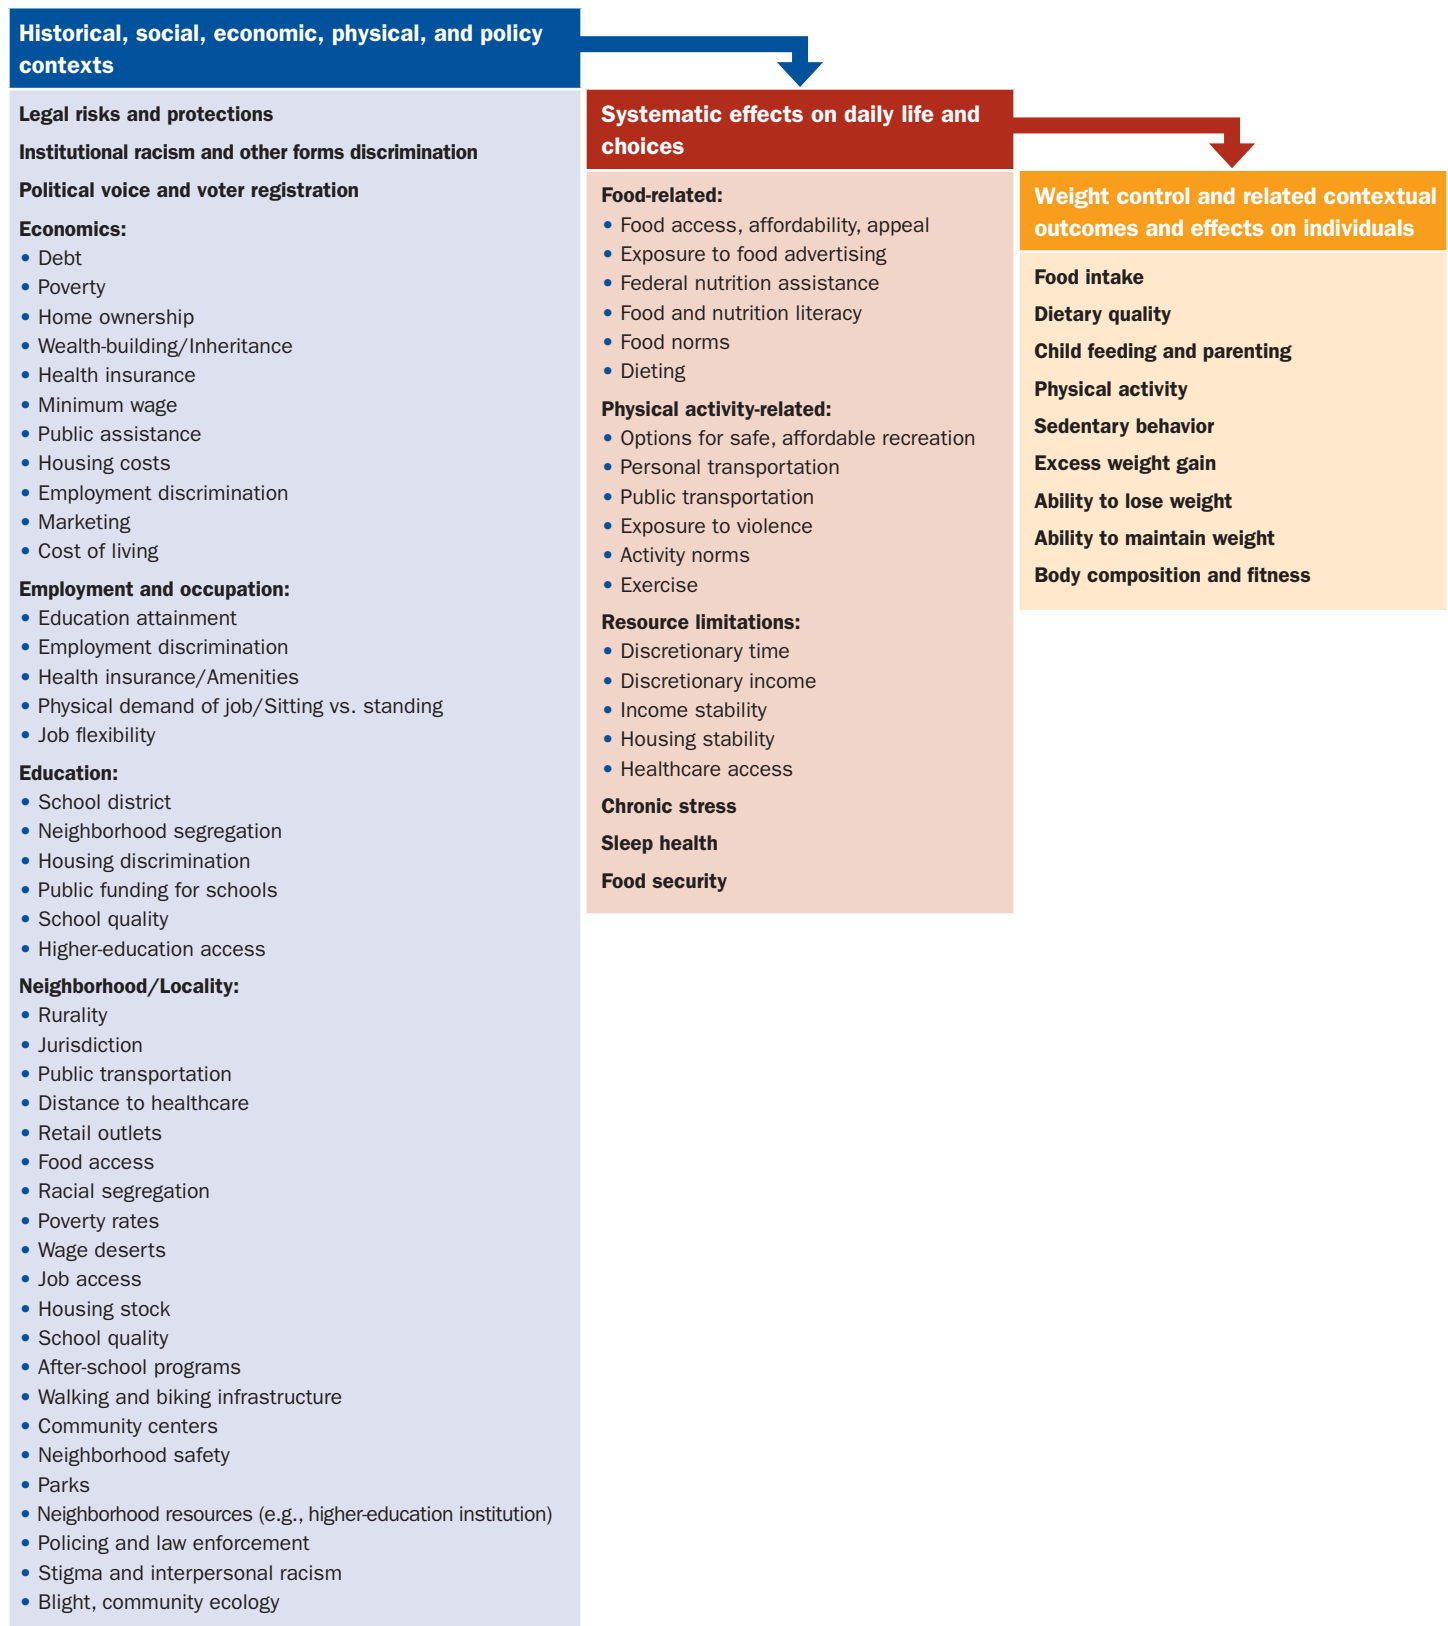 Historical, social, economic, physical, and policy
contexts
Legal risks and protections
Institutional racism and other forms discrimination
Political voice and voter registration
Economics:
• Debt
• Poverty
• Home ownership
• Wealth-building/Inheritance
• Health insurance
• Minimum wage
• Public assistance
• Housing costs
• Employment discrimination
• Marketing
• Cost of living
Employment and occupation:
• Education attainment
• Employment discrimination
• Health insurance/Amenities
• Physical demand of job/Sitting vs. standing
• Job flexibility
Education:
• School district
• Neighborhood segregation
• Housing discrimination
• Public funding for schools
• School quality
• Higher-education access
Neighborhood/Locality:
• Rurality
• Jurisdiction
• Public transportation
• Distance to healthcare
• Retail outlets
• Food access
• Racial segregation
• Poverty rates
• Wage deserts
• Job access
• Housing stock
• School quality
• After-school programs
• Walking and biking infrastructure
• Community centers
• Neighborhood safety
• Parks
• Neighborhood resources (e.g., higher-education institution)
• Policing and law enforcement
• Stigma and interpersonal racism
• Blight, community ecology
Systematic effects on daily life and
choices
Food-related:
• Food access, affordability, appeal
• Exposure to food advertising
• Federal nutrition assistance
• Food and nutrition literacy
• Food norms
• Dieting
Physical activity-related:
• Options for safe, affordable recreation
• Personal transportation
• Public transportation
• Exposure to violence
• Activity norms
• Exercise
Resource limitations:
• Discretionary time
• Discretionary income
• Income stability
• Housing stability
• Healthcare access
Chronic stress
Sleep health
Food security
Weight control and related contextual
outcomes and effects on individuals
Food intake
Dietary quality
Child feeding and parenting
Physical activity
Sedentary behavior
Excess weight gain
Ability to lose weight
Ability to maintain weight
Body composition and fitness